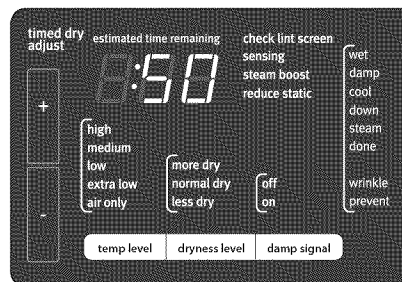 timed dry
adjust
estimated time remaining
:50
+
-
check lint screen
sensing
steam boost
reduce static
wet
damp
cool
down
steam
done
wrinkle
prevent
high
medium
low
extra low
air only
more dry
normal dry
less dry
off
on
temp level
dryness level
damp signal